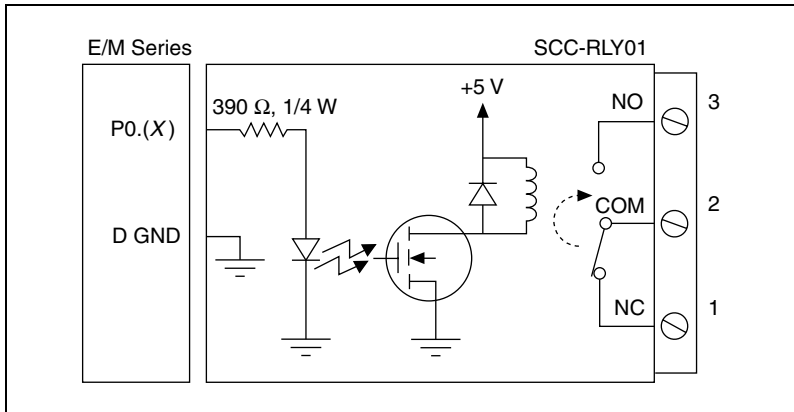 E/M Series
SCC-RLY01
+5 V
390 Ω, 1/4 W
NO
3
P0.(X)
COM
2
D GND
NC
1